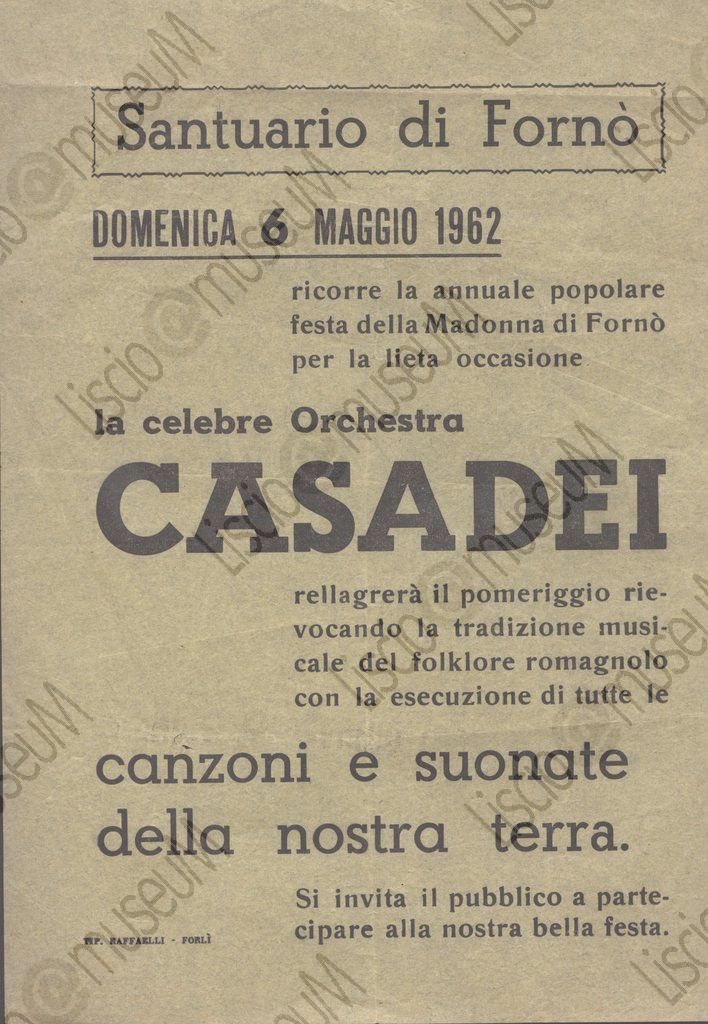 Santuario di Fornò
DOMENICA 6 MAGGIO 1962
ricorre la annuale popolare
festa della Madonna di Fornò
per la lieta occasione
la celebre Orchestra
CASADEI
rellagrerà il pomeriggio rie-
vocando la tradizione musi-
cale del folklore romagnolo
con la esecuzione di tutte le
canzoni e suonate
della nostra terra.
Si invita il pubblico a parte-
cipare alla nostra bella festa.
TIP. RAFFAELLI - FORLÌ
Liscio@museuM